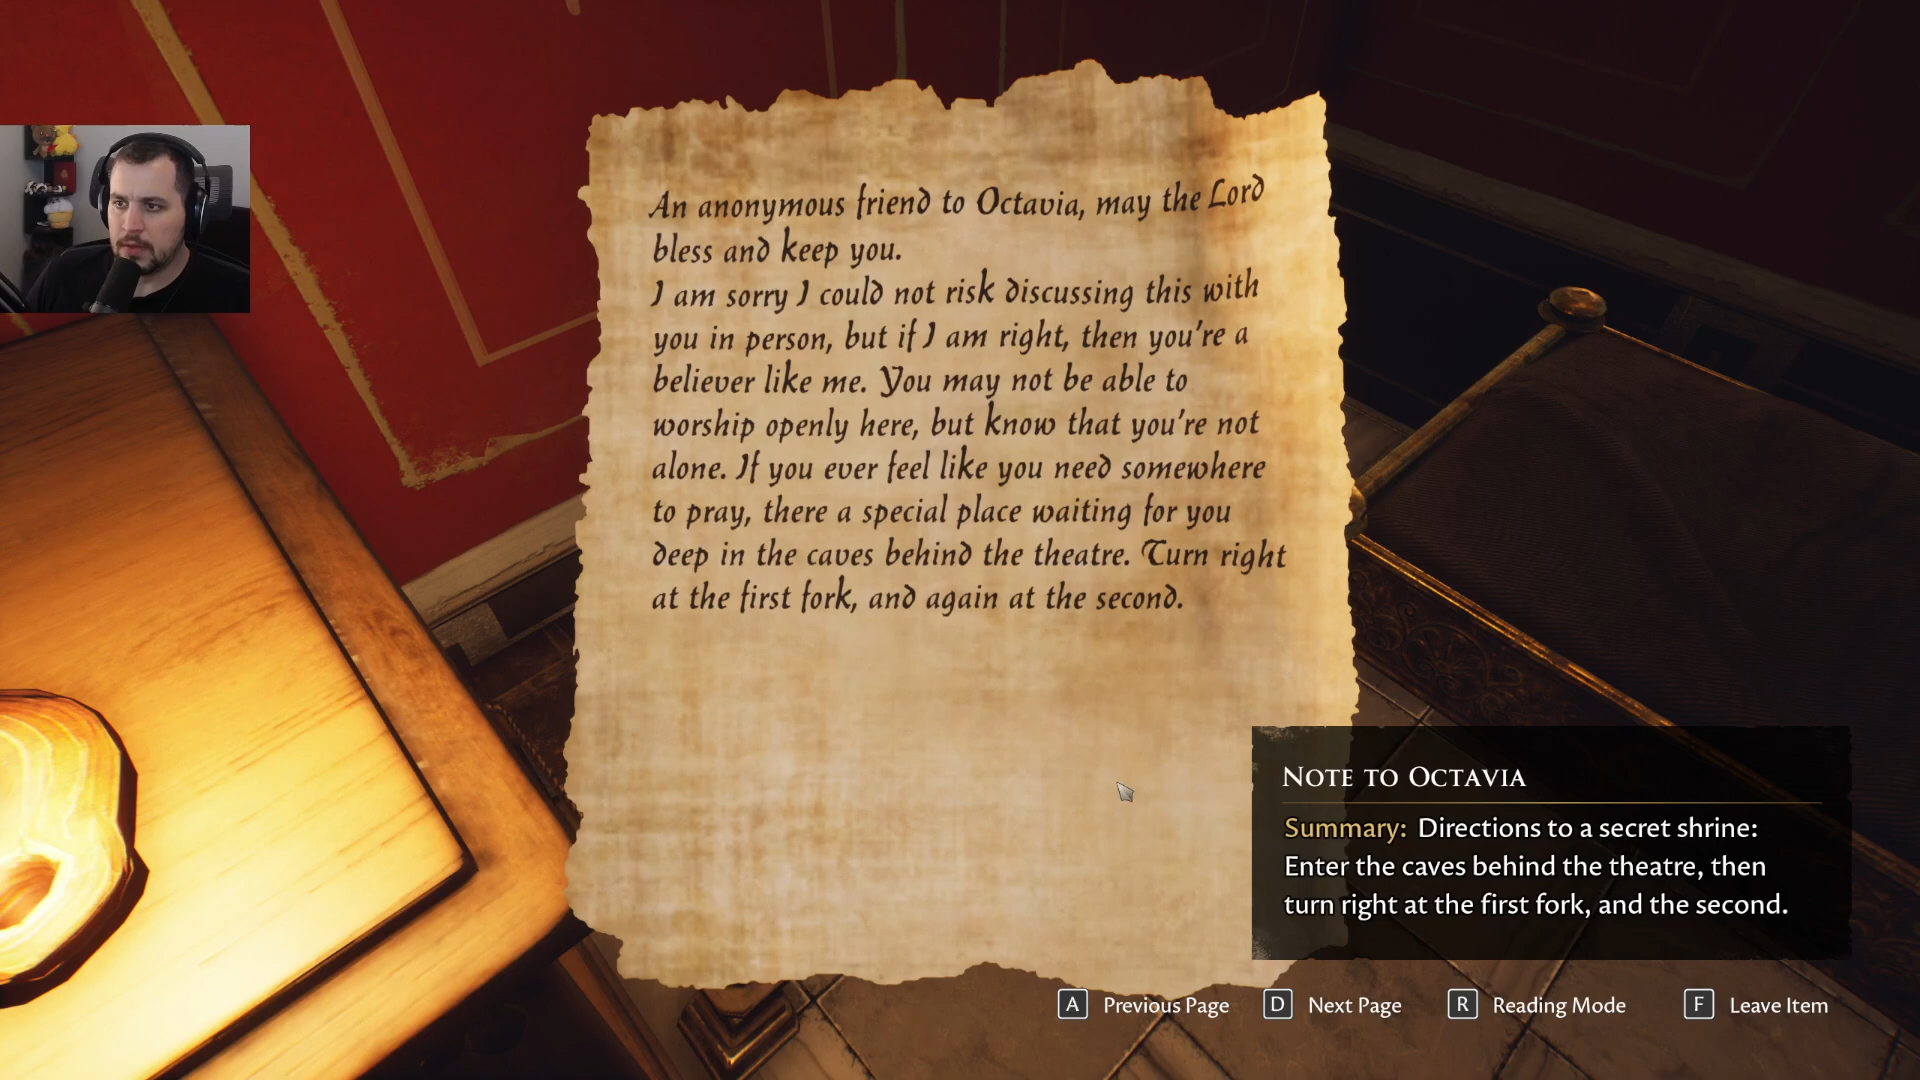 An anonymous friend to Octavia, may the Lord
bless and keep you.
I am sorry I could not risk discussing this with
you in person, but if I am right, then you're a
believer like me. You may not be able to
worship openly here, but know that you're not
alone. If you ever feel like you need somewhere
to pray, there a special place waiting for you
deep in the caves behind the theatre. Turn right
at the first fork, and again at the second.
NOTE TO OCTAVIA
Summary: Directions to a secret shrine:
Enter the caves behind the theatre, then
turn right at the first fork, and the second.
A Previous Page D Next Page R Reading Mode F Leave Item